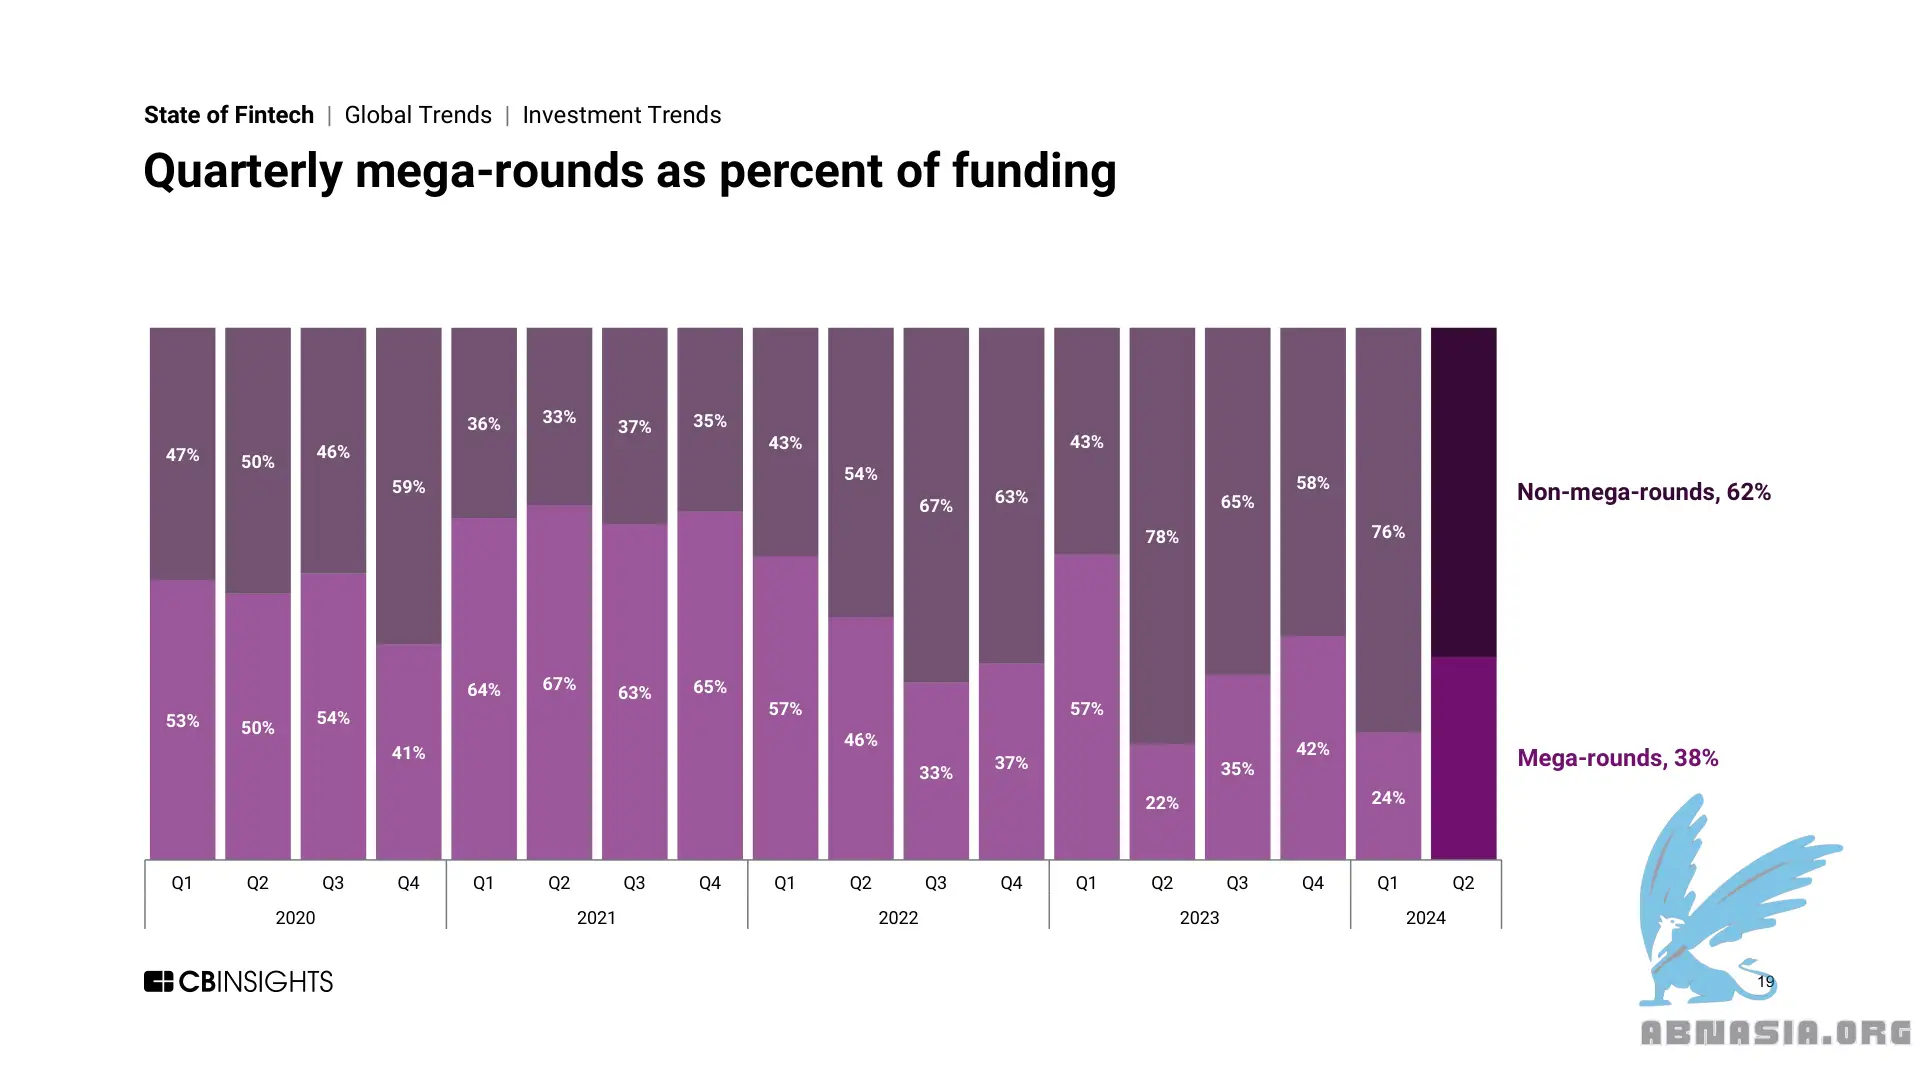 State of Fintech | Global Trends | Investment Trends
Quarterly mega-rounds as percent of funding
47% 50% 46% 59% 36% 33% 37% 35% 43% 54% 67% 63% 43% 78% 65% 58% 76%
Non-mega-rounds, 62%
53% 50% 54% 41% 64% 67% 63% 65% 57% 46% 33% 37% 57% 22% 35% 42% 24%
Mega-rounds, 38%
Q1 Q2 Q3 Q4 Q1 Q2 Q3 Q4 Q1 Q2 Q3 Q4 Q1 Q2 Q3 Q4 Q1 Q2
2020 2021 2022 2023 2024
CBINSIGHTS
19
ABNASIA.ORG